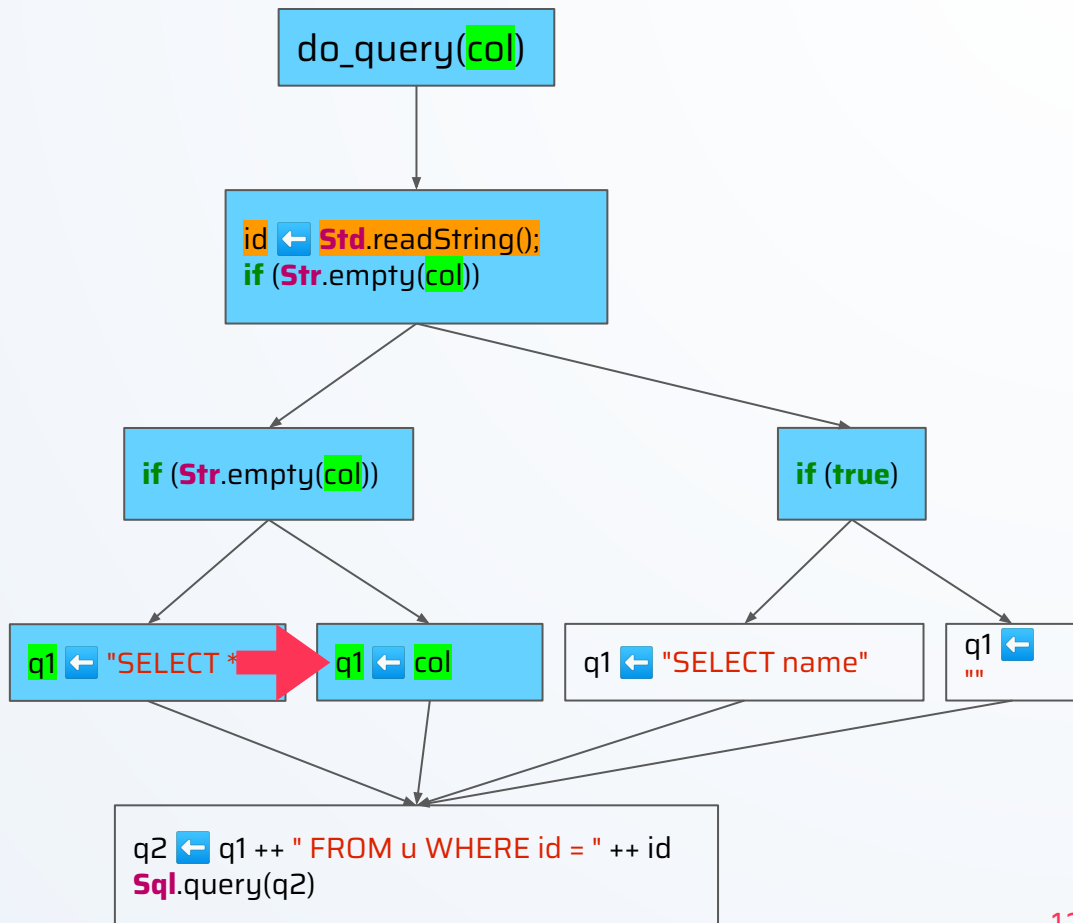 do_query(col)
id ⬅ Std.readString();
if (Str.empty(col))
if (Str.empty(col))
if (true)
q1 ⬅ "SELECT *
q1 ⬅ col
q1 ⬅ "SELECT name"
q1 ⬅
""
q2 ⬅ q1 ++ " FROM u WHERE id = " ++ id
Sql.query(q2)